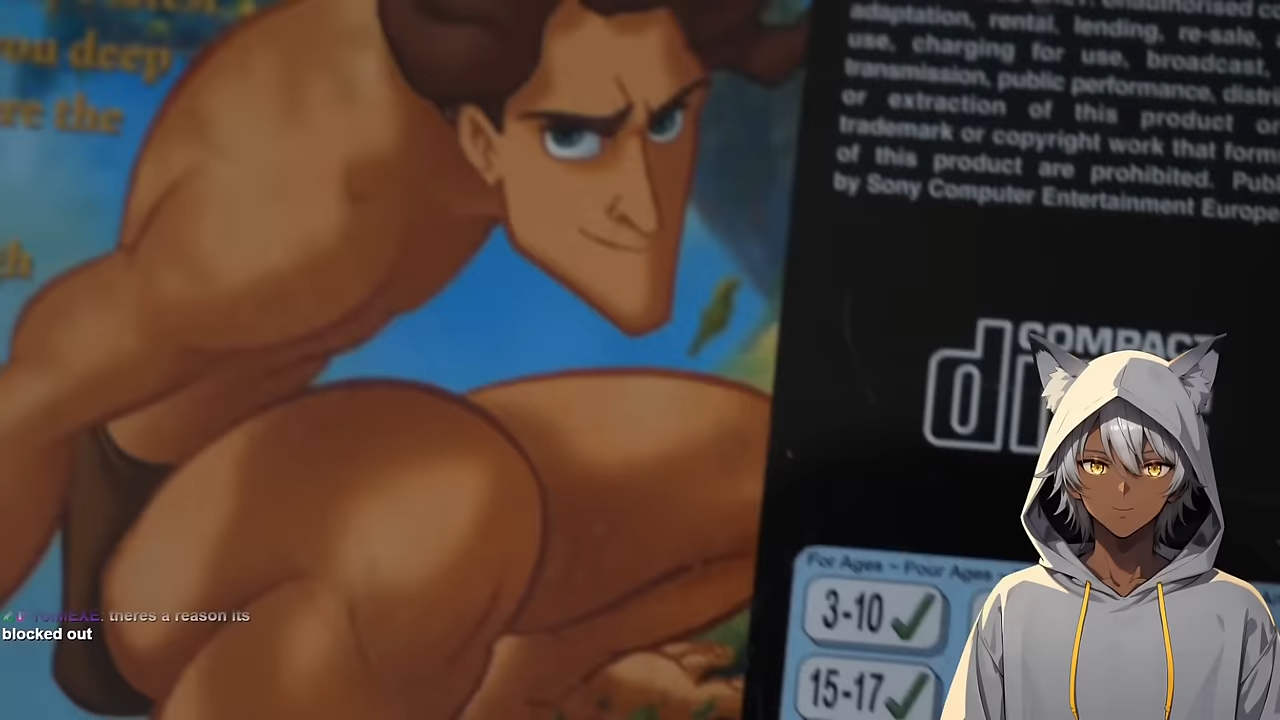 ou deep
re the
adaptation, rental, lending, re-sale,
use, charging for use, broadcast,
transmission, public performance, distri
or extraction of this product or
trademark or copyright work that form
of this product are prohibited. Publ
by Sony Computer Entertainment Europe
COMPACT
For Ages ~ Pour Ages
3-10
15-17
theres a reason its
blocked out